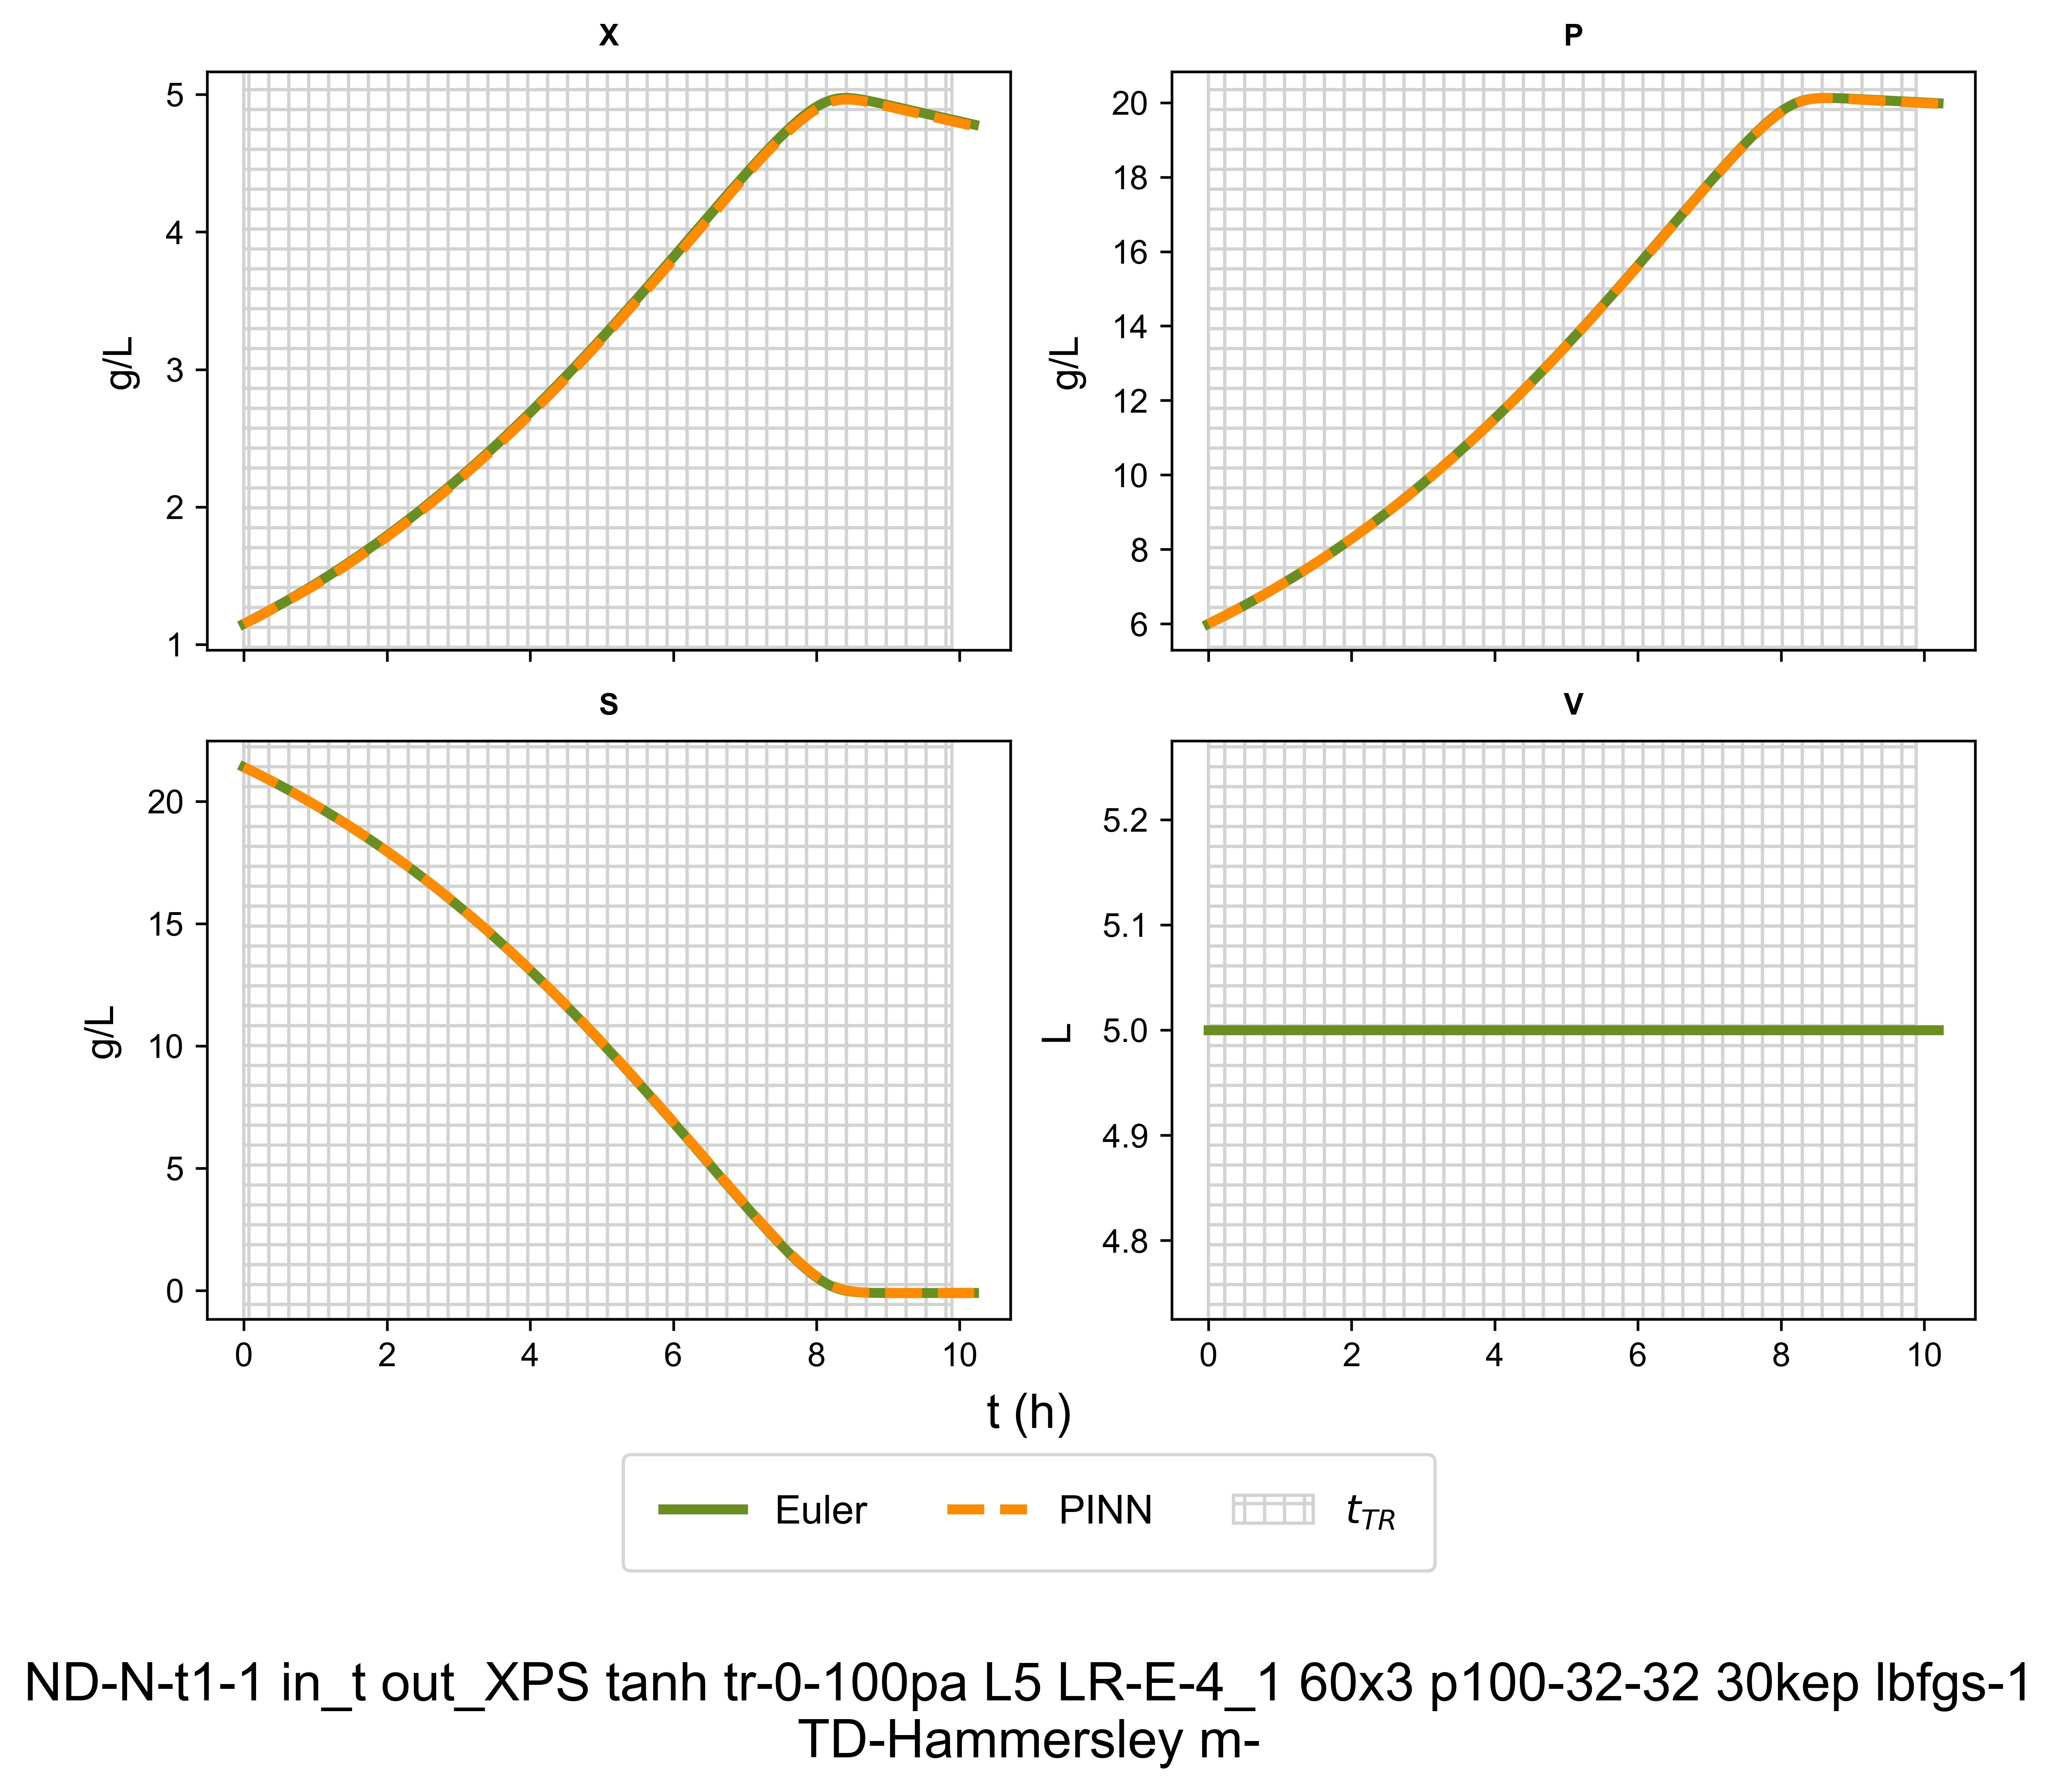 X
5
4
3
2
1
g/L
P
20
18
16
14
12
10
8
6
g/L
S
20
15
10
5
0
g/L
0 2 4 6 8 10
V
5.2
5.1
5.0
4.9
4.8
L
0 2 4 6 8 10
t (h)
Euler PINN t_{TR}
ND-N-t1-1 in_t out_XPS tanh tr-0-100pa L5 LR-E-4_1 60x3 p100-32-32 30kep lbfgs-1
TD-Hammersley m-